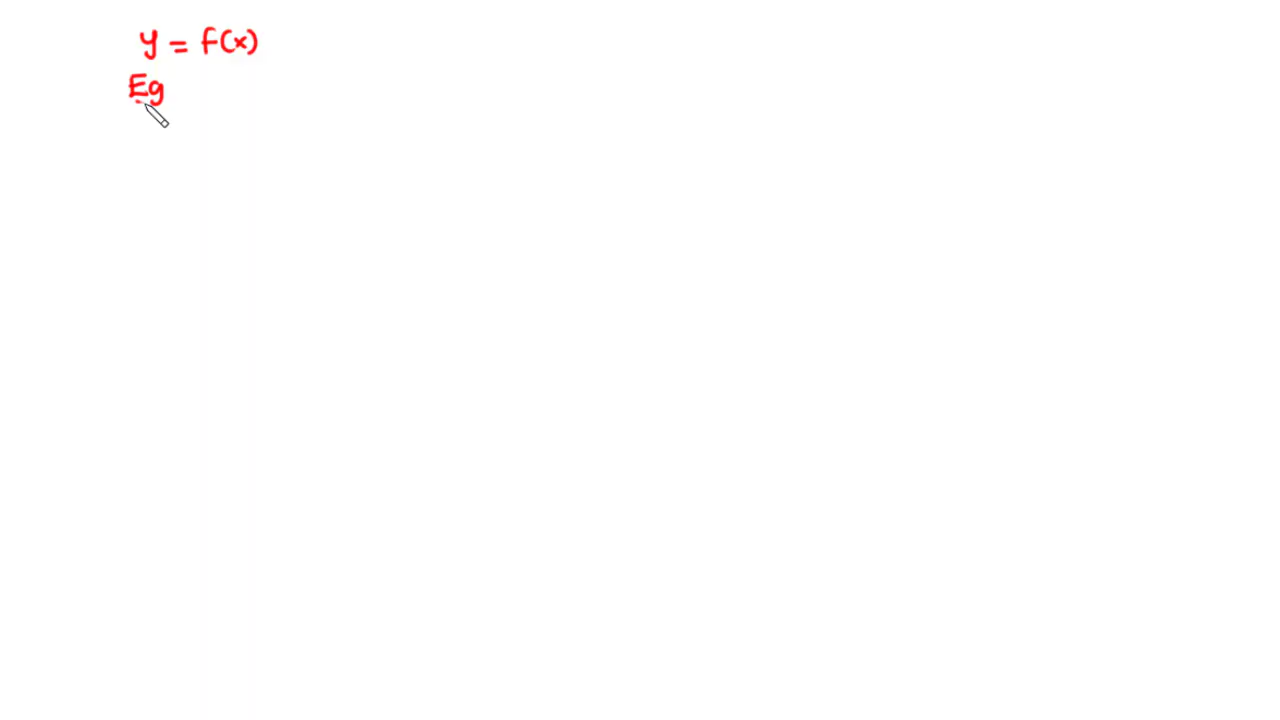 y = f(x)
Eg